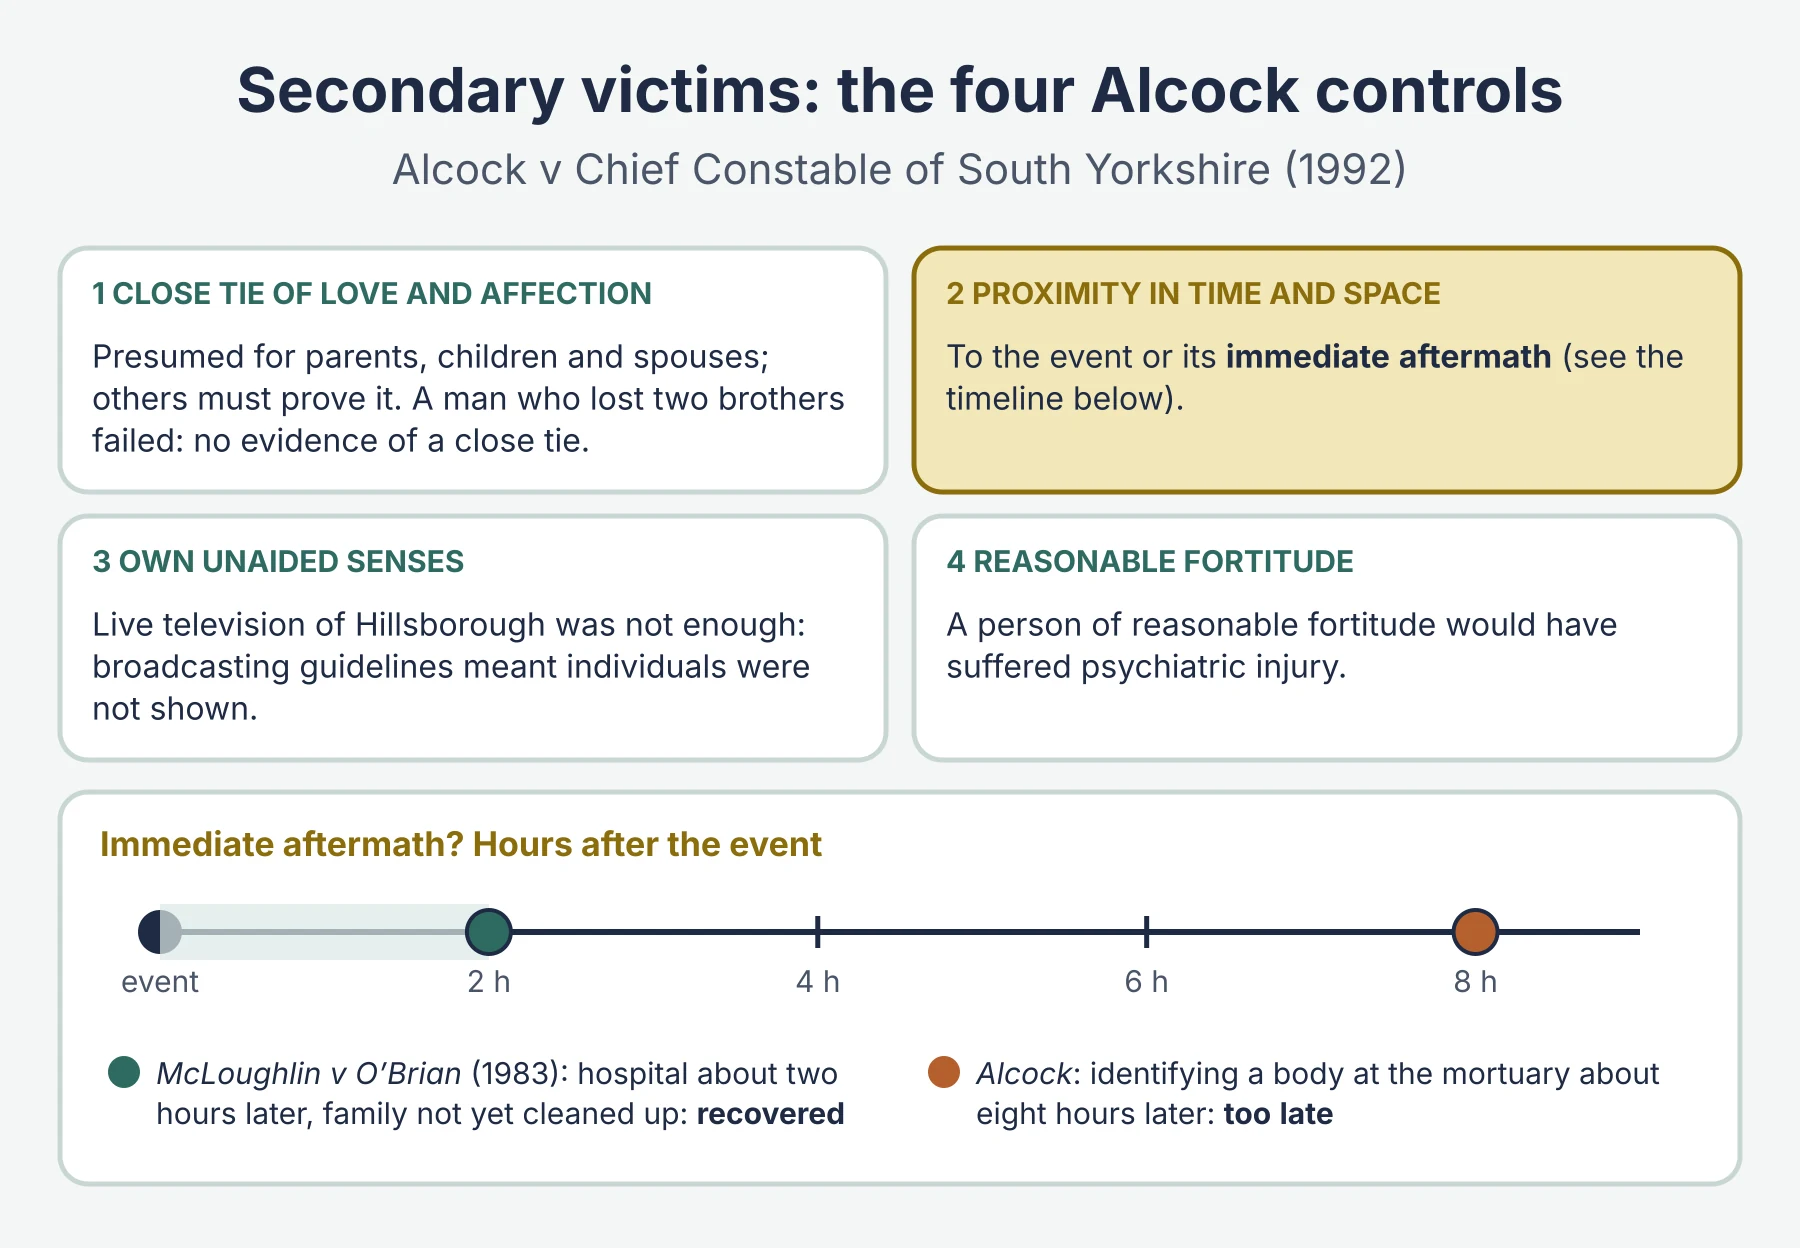 Secondary victims: the four Alcock controls
Alcock v Chief Constable of South Yorkshire (1992)
1 CLOSE TIE OF LOVE AND AFFECTION
Presumed for parents, children and spouses;
others must prove it. A man who lost two brothers
failed: no evidence of a close tie.
2 PROXIMITY IN TIME AND SPACE
To the event or its immediate aftermath (see the
timeline below).
3 OWN UNAIDED SENSES
Live television of Hillsborough was not enough:
broadcasting guidelines meant individuals were
not shown.
4 REASONABLE FORTITUDE
A person of reasonable fortitude would have
suffered psychiatric injury.
Immediate aftermath? Hours after the event
event 2 h 4 h 6 h 8 h
McLoughlin v O’Brian (1983): hospital about two
hours later, family not yet cleaned up: recovered
Alcock: identifying a body at the mortuary about
eight hours later: too late